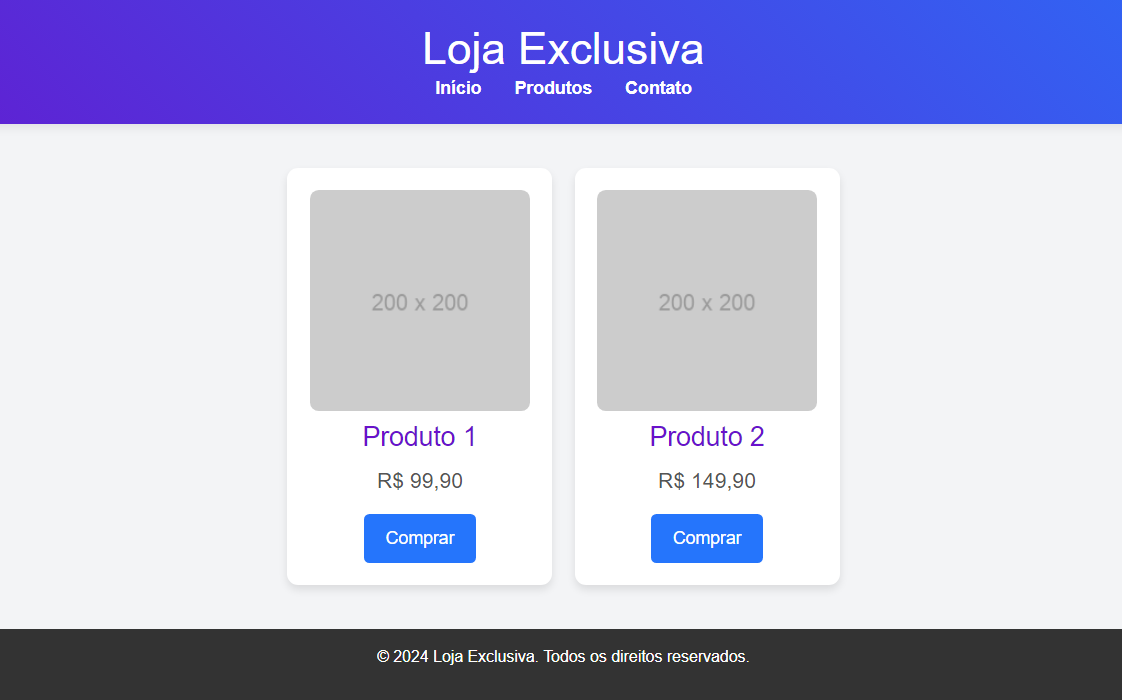 Loja Exclusiva
Início Produtos Contato
200 x 200
200 x 200
Produto 1
Produto 2
R$ 99,90
R$ 149,90
Comprar
Comprar
© 2024 Loja Exclusiva. Todos os direitos reservados.